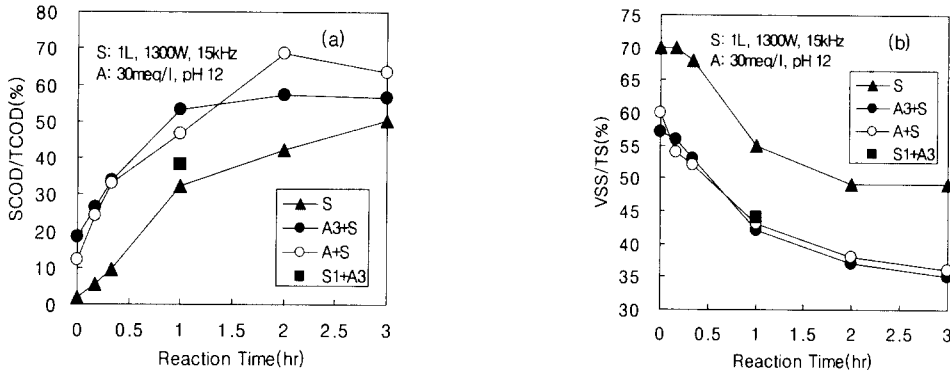 SCOD/TCOD(%)
80
70
60
50
40
30
20
10
0
S: 1L, 1300W, 15kHz
A: 30meq/l, pH 12
(a)
S
A3+S
A+S
S1+A3
0 0.5 1 1.5 2 2.5 3
Reaction Time(hr)
VSS/TS(%)
75
70
65
60
55
50
45
40
35
30
S: 1L, 1300W, 15kHz
A: 30meq/l, pH 12
(b)
S
A3+S
A+S
S1+A3
0 0.5 1 1.5 2 2.5 3
Reaction Time(hr)